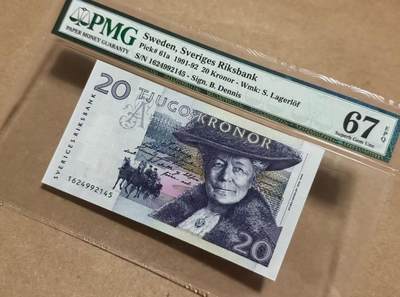 PMG
PAPER MONEY GUARANTY
Sweden, Sveriges Riksbank
Pick# 61a 1991-92 20 Kronor - Wmk: S. Lagerlöf
S/N 1624992145 - Sign. B. Dennis
67 EPQ
Superb Gem Unc
20 TJUGO KRONOR
SVERIGES RIKSBANK
1624992145
20